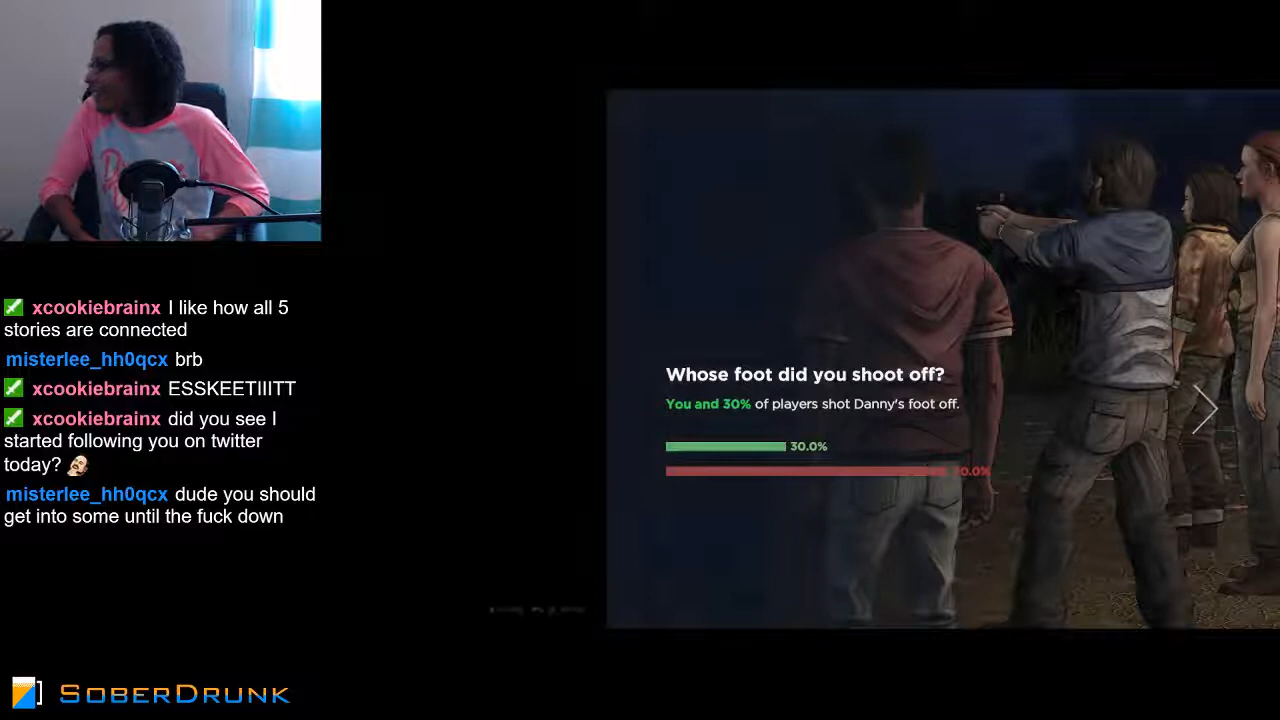 xcookiebrainx I like how all 5
stories are connected
misterlee_hh0qcx brb
xcookiebrainx ESSKEETIIITT
xcookiebrainx did you see I
started following you on twitter
today?
misterlee_hh0qcx dude you should
get into some until the fuck down
Whose foot did you shoot off?
You and 30% of players shot Danny's foot off.
30.0%
SOBERDRUNK